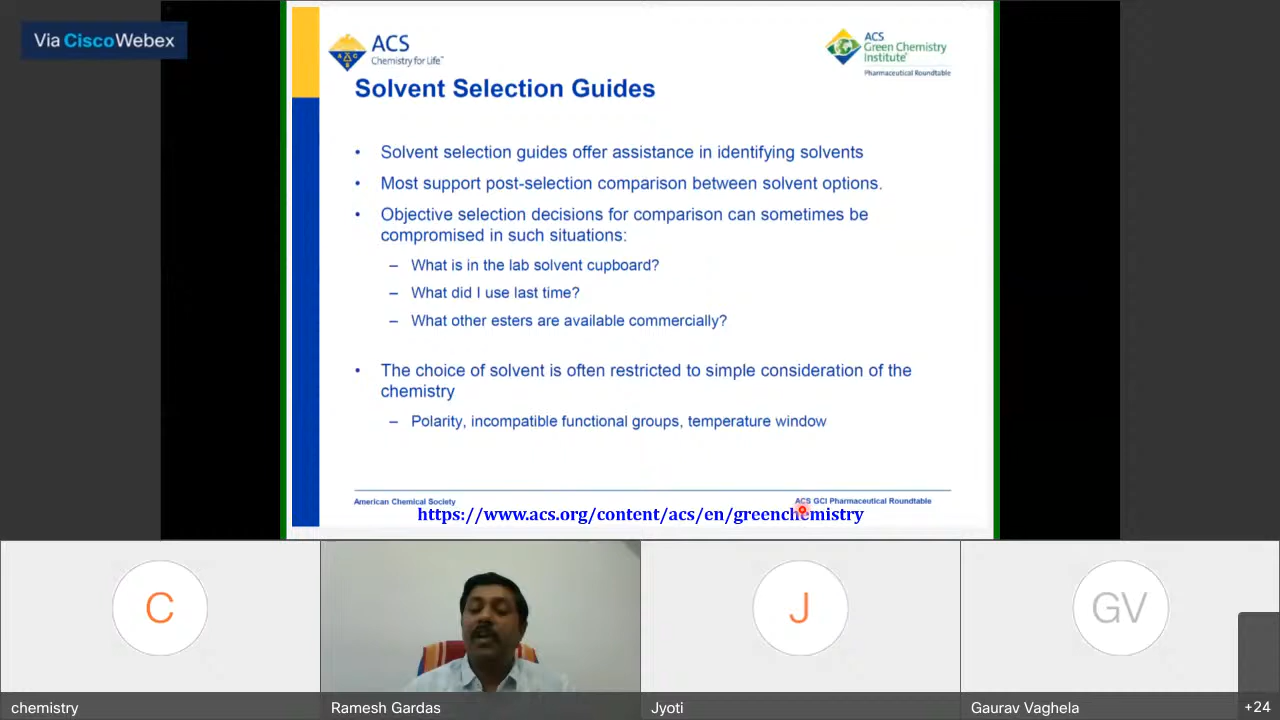 Via CiscoWebex
ACS
Chemistry for Life™
ACS
Green Chemistry
Institute®
Pharmaceutical Roundtable
Solvent Selection Guides
• Solvent selection guides offer assistance in identifying solvents
• Most support post-selection comparison between solvent options.
• Objective selection decisions for comparison can sometimes be
compromised in such situations:
– What is in the lab solvent cupboard?
– What did I use last time?
– What other esters are available commercially?
• The choice of solvent is often restricted to simple consideration of the
chemistry
– Polarity, incompatible functional groups, temperature window
American Chemical Society
ACS GCI Pharmaceutical Roundtable
https://www.acs.org/content/acs/en/greenchemistry
C
J
GV
chemistry
Ramesh Gardas
Jyoti
Gaurav Vaghela
+24